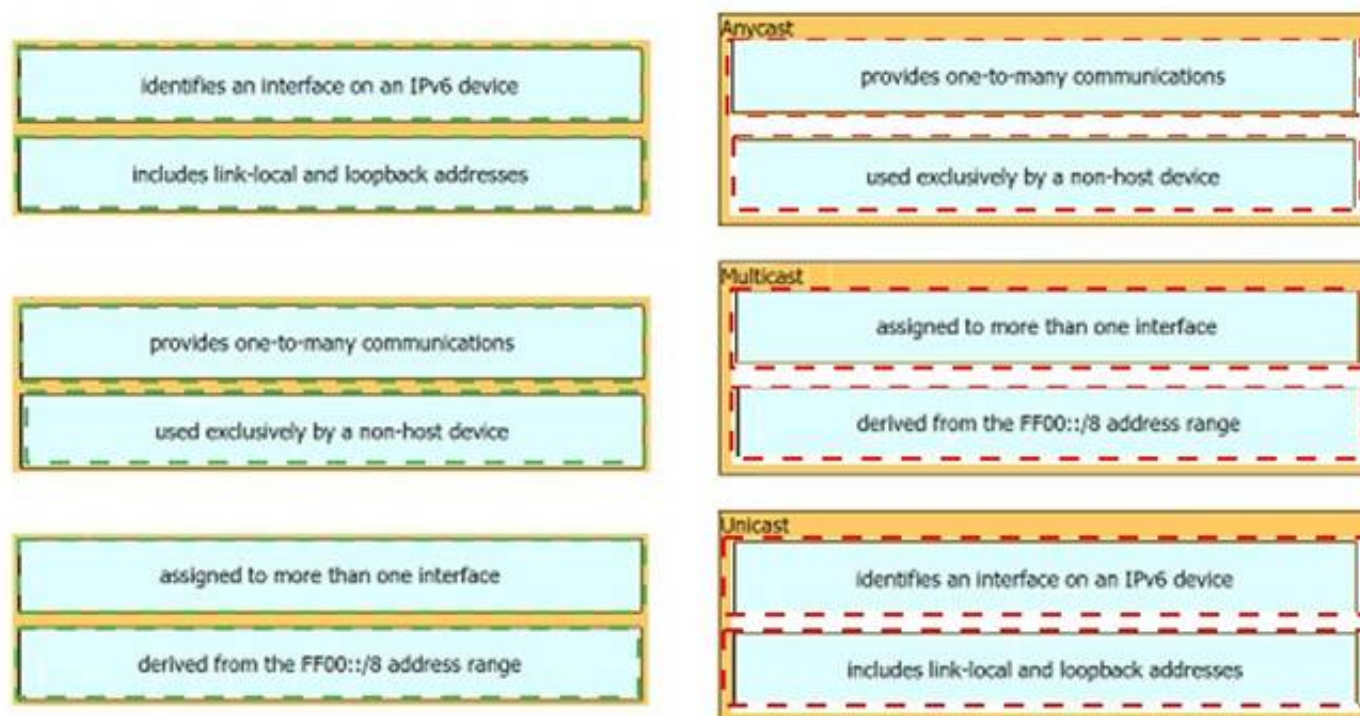 identifies an interface on an IPv6 device
includes link-local and loopback addresses
provides one-to-many communications
used exclusively by a non-host device
assigned to more than one interface
derived from the FF00::/8 address range
Anycast
provides one-to-many communications
used exclusively by a non-host device
Multicast
assigned to more than one interface
derived from the FF00::/8 address range
Unicast
identifies an interface on an IPv6 device
includes link-local and loopback addresses